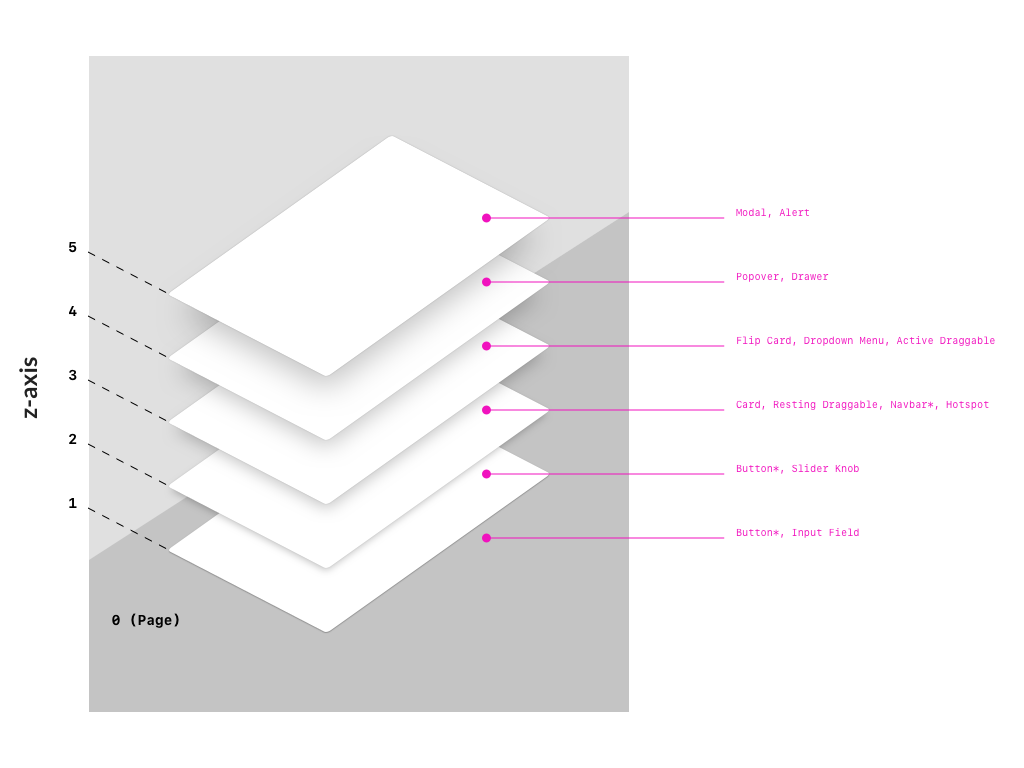 Modal, Alert
5
Popover, Drawer
4
Flip Card, Dropdown Menu, Active Draggable
3
z-axis
Card, Resting Draggable, Navbar*, Hotspot
2
Button*, Slider Knob
1
Button*, Input Field
0 (Page)